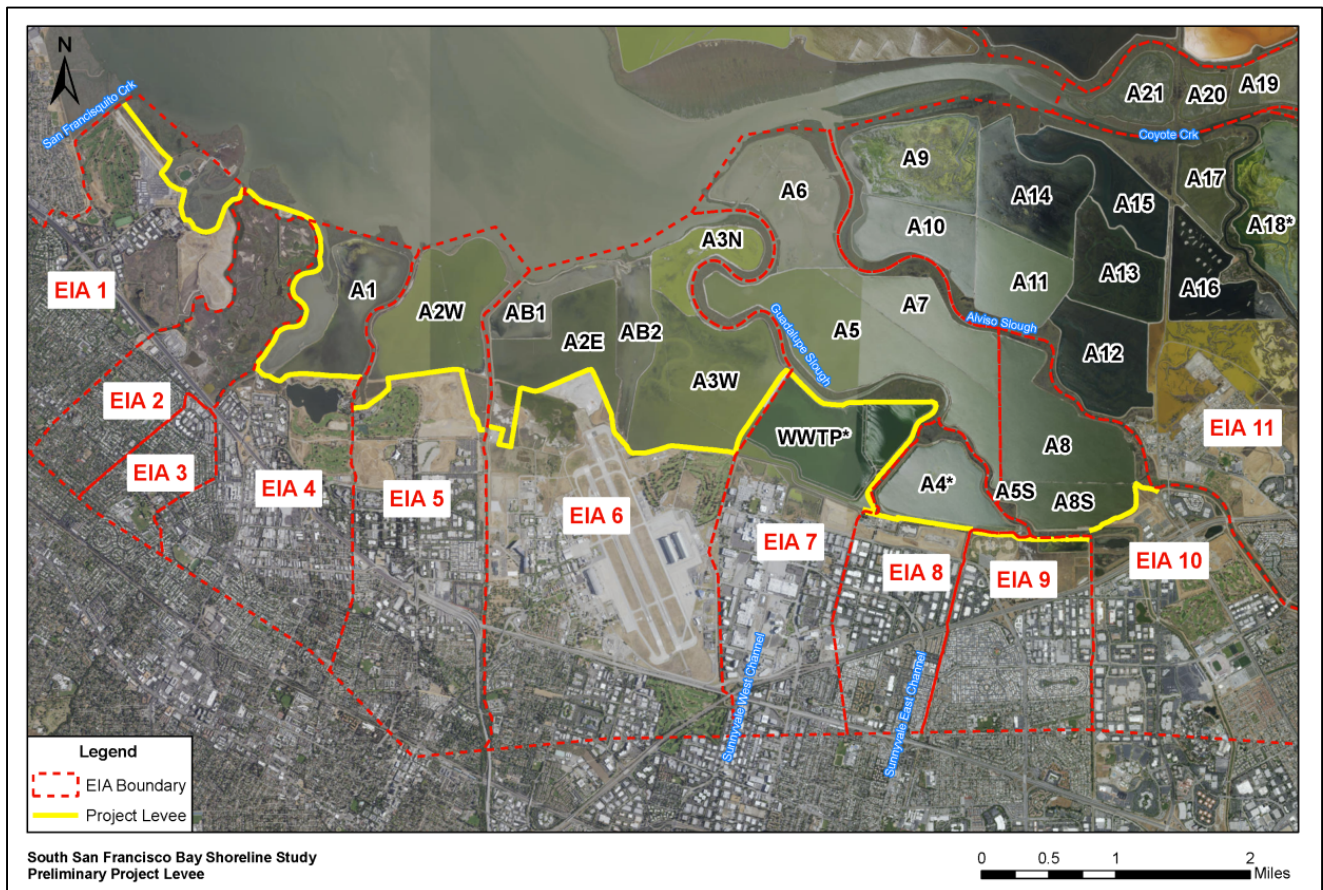 N
San Francisquito Crk
A21
A20
A19
Coyote Crk
A9
A14
A15
A17
A6
A18*
A10
A3N
A13
A11
A16
EIA 1
A1
A2W
AB1
A2E
AB2
A5
A7
Guadalupe Slough
Alviso Slough
A12
A3W
EIA 2
WWTP*
A8
EIA 11
EIA 3
A4*
A5S
A8S
EIA 4
EIA 5
EIA 6
EIA 7
EIA 8
EIA 9
EIA 10
Sunnyvale West Channel
Sunnyvale East Channel
Legend
EIA Boundary
Project Levee
South San Francisco Bay Shoreline Study
Preliminary Project Levee
0 0.5 1 2
Miles